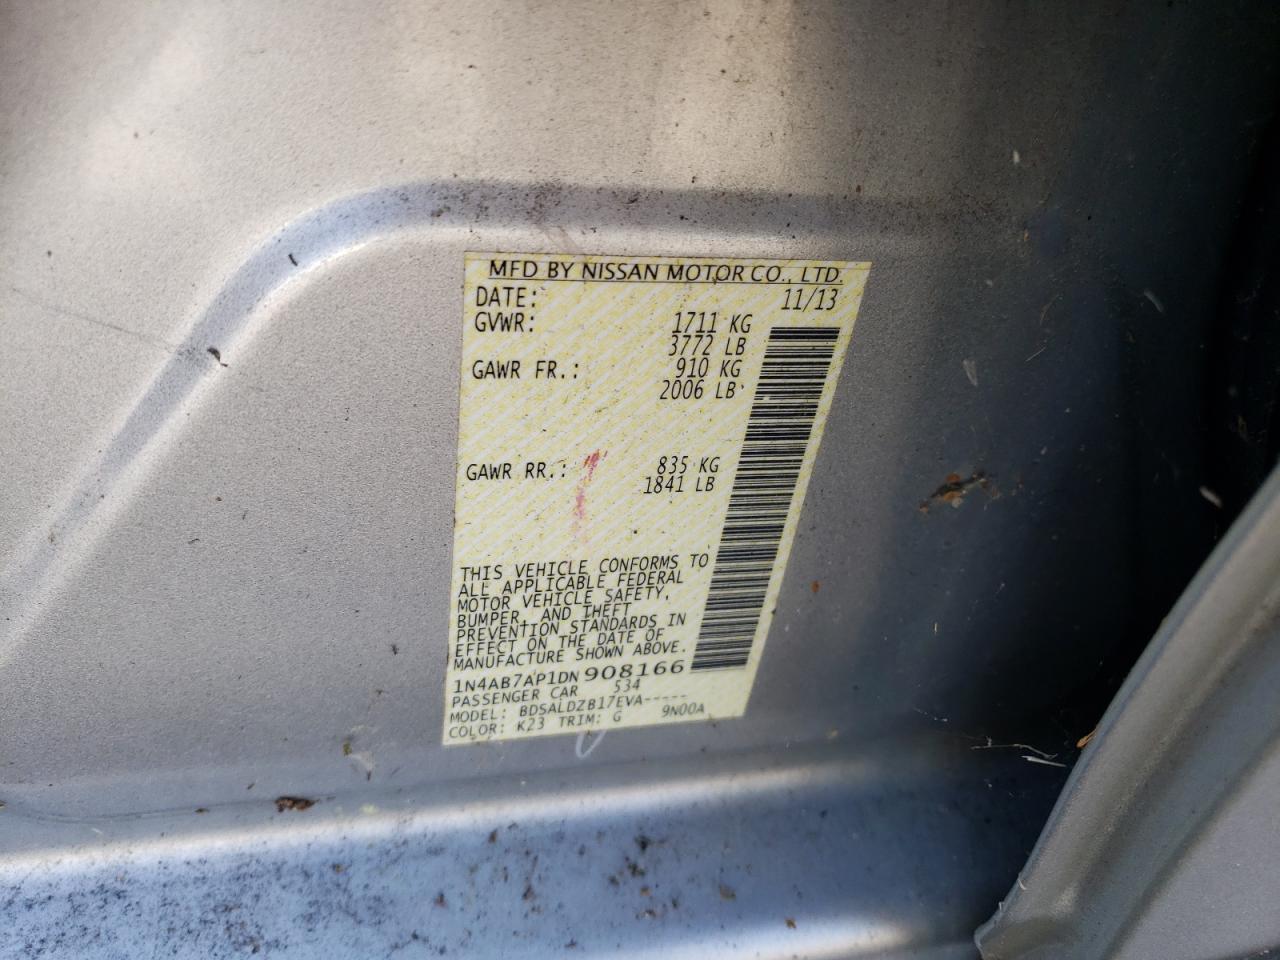 MFD BY NISSAN MOTOR CO., LTD.
DATE: 11/13
GVWR: 1711 KG
3772 LB
GAWR FR.: 910 KG
2006 LB
GAWR RR.: 835 KG
1841 LB
THIS VEHICLE CONFORMS TO
ALL APPLICABLE FEDERAL
MOTOR VEHICLE SAFETY,
BUMPER, AND THEFT
PREVENTION STANDARDS IN
EFFECT ON THE DATE OF
MANUFACTURE SHOWN ABOVE.
1N4AB7AP1DN908166
PASSENGER CAR 534
MODEL: BDSALDZB17EVA-----
COLOR: K23 TRIM: G 9N00A